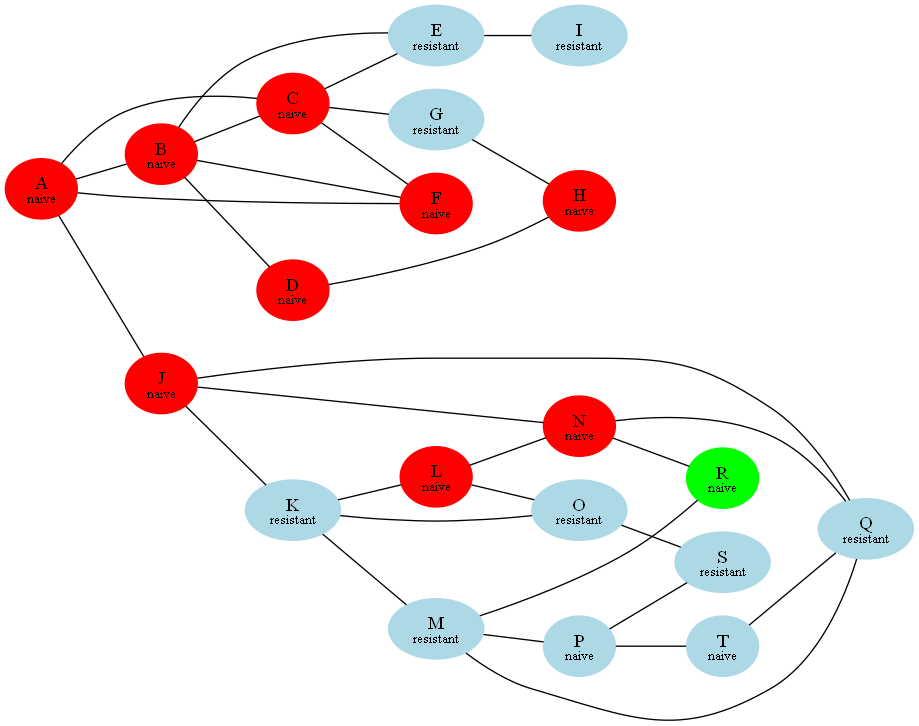 E
resistant
I
resistant
C
naive
G
resistant
B
naive
A
naive
F
naive
H
naive
D
naive
J
naive
N
naive
L
naive
R
naive
K
resistant
O
resistant
Q
resistant
S
resistant
M
resistant
P
naive
T
naive